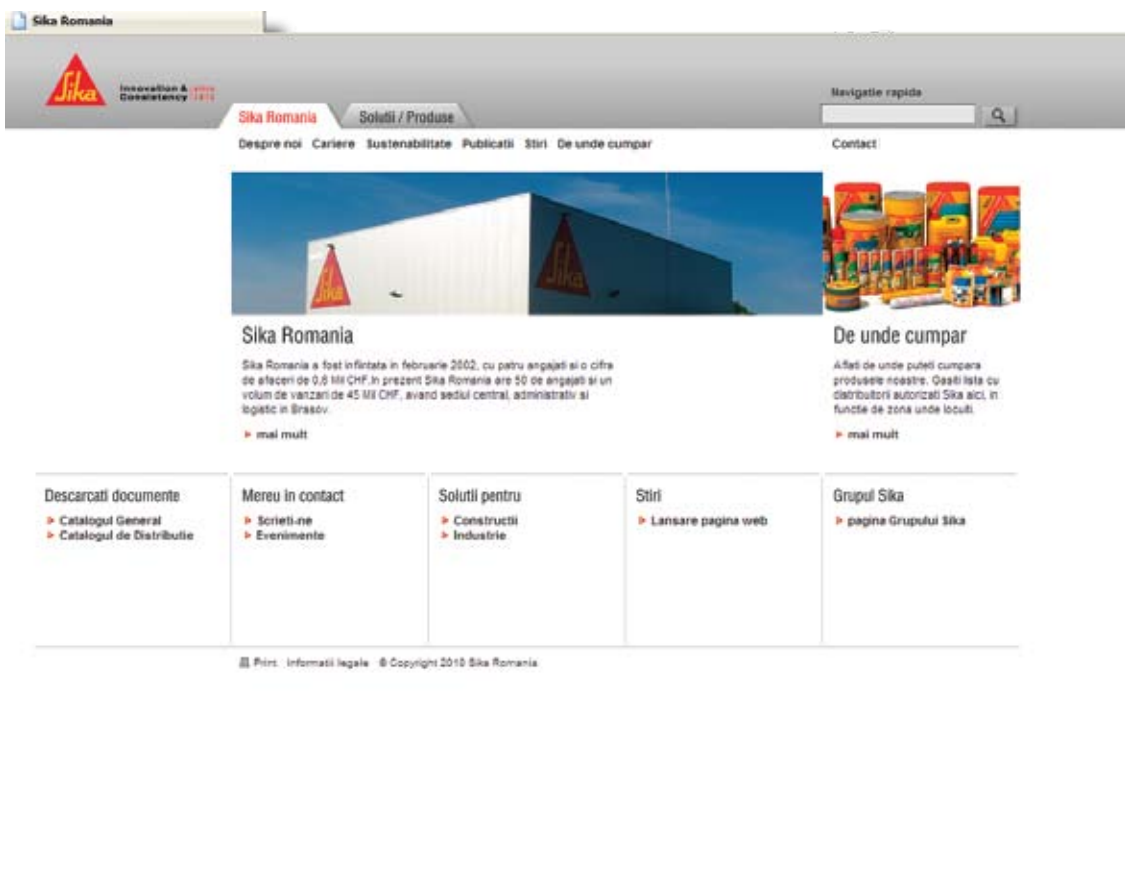 Sika Romania
Sika
Innovation & since
Consistency 1910
Navigatie rapida
Sika Romania
Solutii / Produse
Despre noi Cariere Sustenabilitate Publicatii Stiri De unde cumpar
Contact
Sika
Sika
Sika Romania
Sika Romania a fost infiintata in februarie 2002, cu patru angajati si o cifra
de afaceri de 0,8 Mil CHF.In prezent Sika Romania are 50 de angajati si un
volum de vanzari de 45 Mil CHF, avand sediul central, administrativ si
logistic in Brasov.
mai mult
De unde cumpar
Aflati de unde puteti cumpara
produsele noastre. Gasiti lista cu
distribuitorii autorizati Sika aici, in
functie de zona unde locuiti.
mai mult
Descarcati documente
Catalogul General
Catalogul de Distributie
Mereu in contact
Scrieti-ne
Evenimente
Solutii pentru
Constructii
Industrie
Stiri
Lansare pagina web
Grupul Sika
pagina Grupului Sika
Print Informatii legale © Copyright 2010 Sika Romania